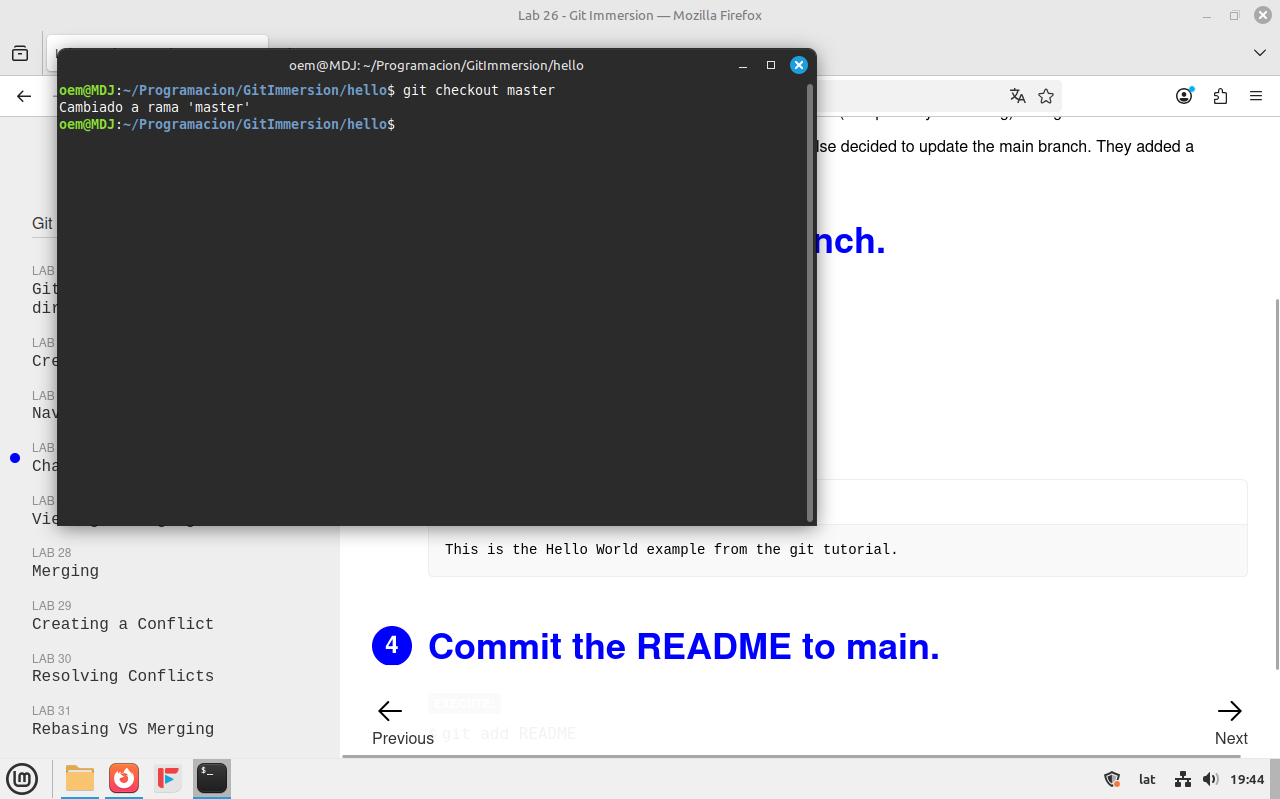 Lab 26 - Git Immersion — Mozilla Firefox
oem@MDJ: ~/Programacion/GitImmersion/hello
oem@MDJ:~/Programacion/GitImmersion/hello$ git checkout master
Cambiado a rama 'master'
oem@MDJ:~/Programacion/GitImmersion/hello$
lse decided to update the main branch. They added a
nch.
This is the Hello World example from the git tutorial.
4 Commit the README to main.
EXECUTE:
git add README
Previous
Next
Git
LAB
Git
dir
LAB
Cre
LAB
Nav
LAB
Cha
LAB
Vie
LAB 28
Merging
LAB 29
Creating a Conflict
LAB 30
Resolving Conflicts
LAB 31
Rebasing VS Merging
lat
19:44